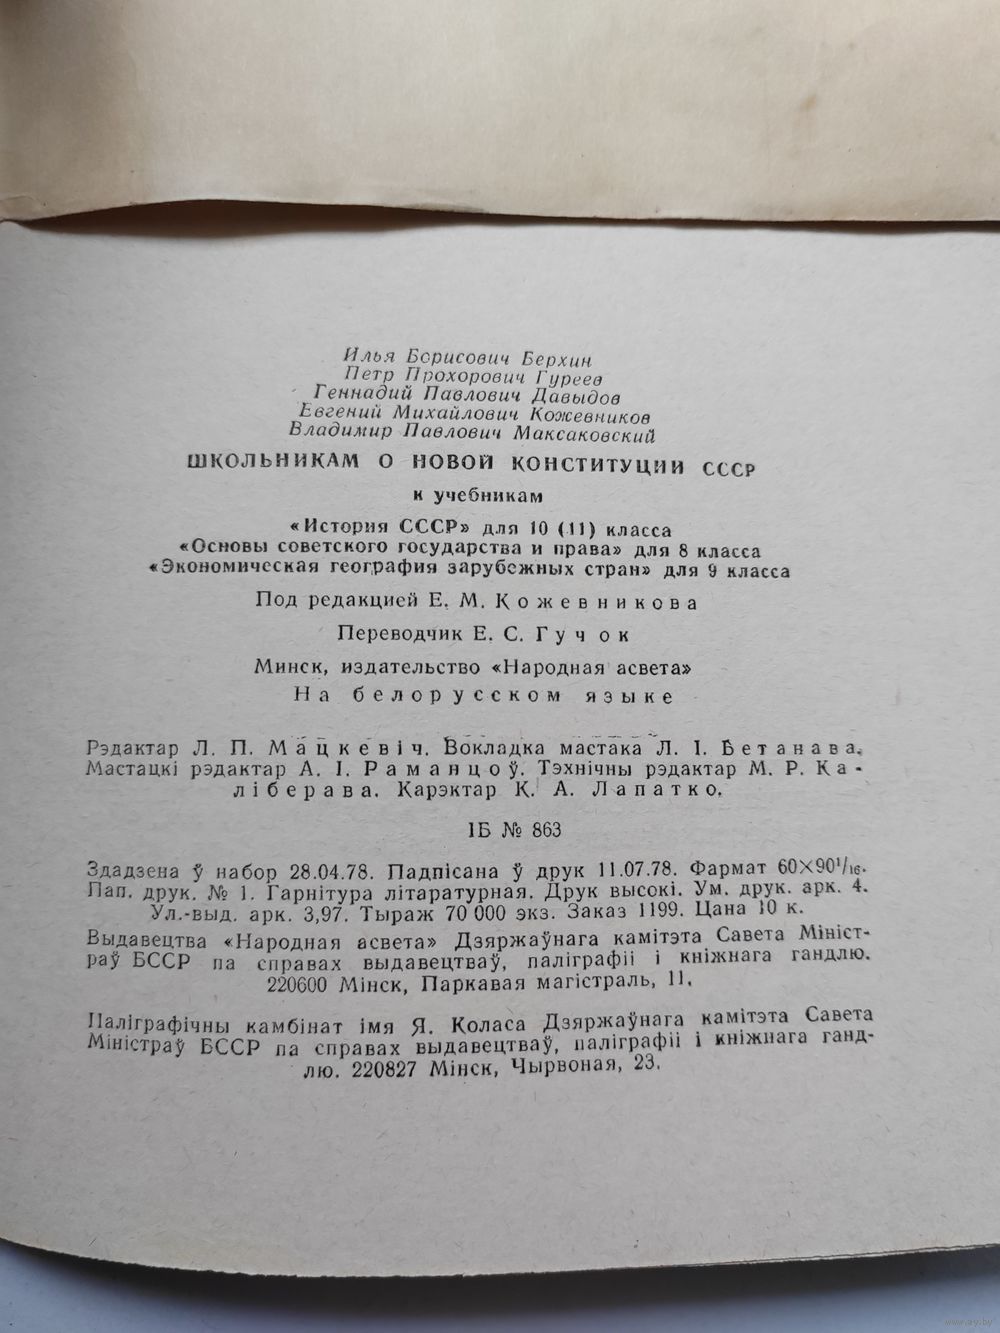 Илья Борисович Берхин
Петр Прохорович Гуреев
Геннадий Павлович Давыдов
Евгений Михайлович Кожевников
Владимир Павлович Максаковский
ШКОЛЬНИКАМ О НОВОЙ КОНСТИТУЦИИ СССР
к учебникам
«История СССР» для 10 (11) класса
«Основы советского государства и права» для 8 класса
«Экономическая география зарубежных стран» для 9 класса
Под редакцией Е. М. Кожевникова
Переводчик Е. С. Гучок
Минск, издательство «Народная асвета»
На белорусском языке
Рэдактар Л. П. Мацкевіч. Вокладка мастака Л. І. Бетанава.
Мастацкі рэдактар А. І. Раманцоў. Тэхнічны рэдактар М. Р. Ка-
ліберава. Карэктар К. А. Лапатко.
ІБ № 863
Здадзена ў набор 28.04.78. Падпісана ў друк 11.07.78. Фармат 60×90¹/₁₆.
Пап. друк. № 1. Гарнітура літаратурная. Друк высокі. Ум. друк. арк. 4.
Ул.-выд. арк. 3,97. Тыраж 70 000 экз. Заказ 1199. Цана 10 к.
Выдавецтва «Народная асвета» Дзяржаўнага камітэта Савета Мініст-
раў БССР па справах выдавецтваў, паліграфіі і кніжнага гандлю.
220600 Мінск, Паркавая магістраль, 11.
Паліграфічны камбінат імя Я. Коласа Дзяржаўнага камітэта Савета
Міністраў БССР па справах выдавецтваў, паліграфіі і кніжнага ганд-
лю. 220827 Мінск, Чырвоная, 23.
www.ay.by